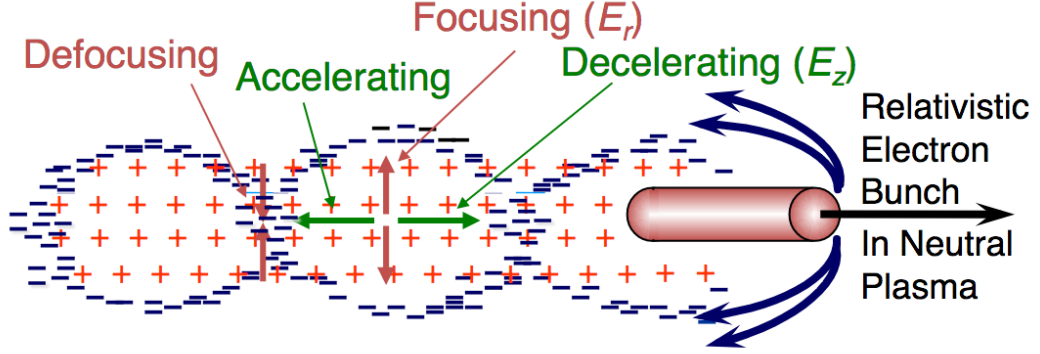 Focusing (E_r)
Defocusing
Accelerating
Decelerating (E_z)
Relativistic
Electron
Bunch
In Neutral
Plasma